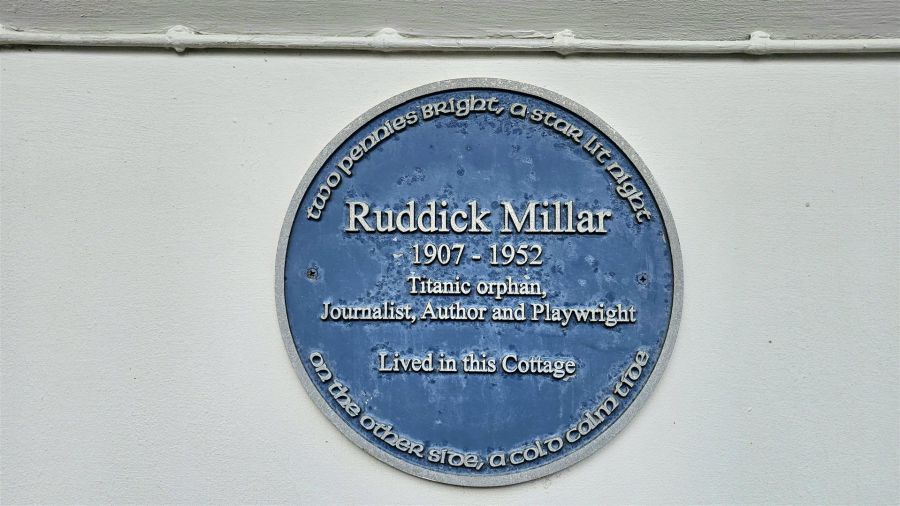 two pennies Bright, a star lit night
Ruddick Millar
1907 - 1952
Titanic orphan,
Journalist, Author and Playwright
Lived in this Cottage
on the other side, a cold calm tide